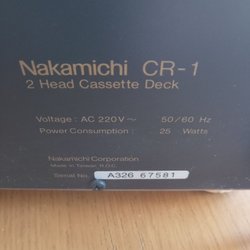 Nakamichi CR-1
2 Head Cassette Deck
Voltage : AC 220V ~ 50/60 Hz
Power Consumption : 25 Watts
Nakamichi Corporation
Made in Taiwan R.O.C.
Serial No. A326 67581